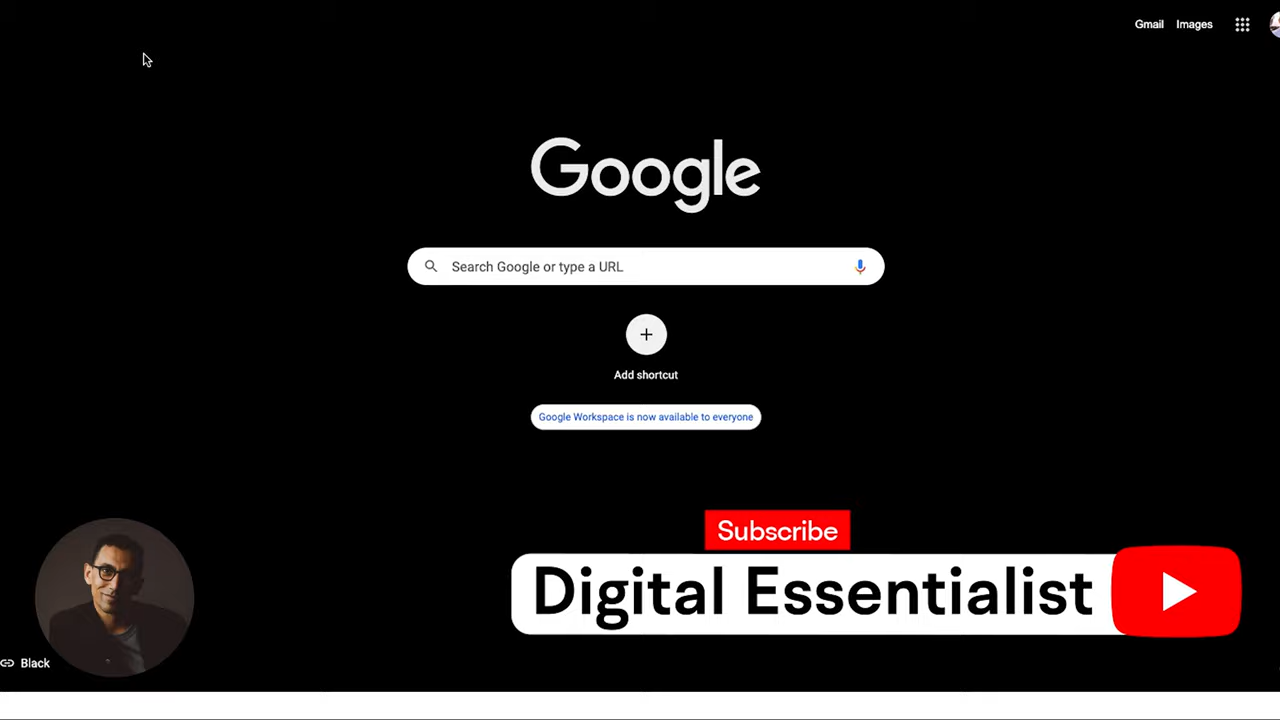 Gmail Images
Google
Search Google or type a URL
Add shortcut
Google Workspace is now available to everyone
Subscribe
Digital Essentialist
Black